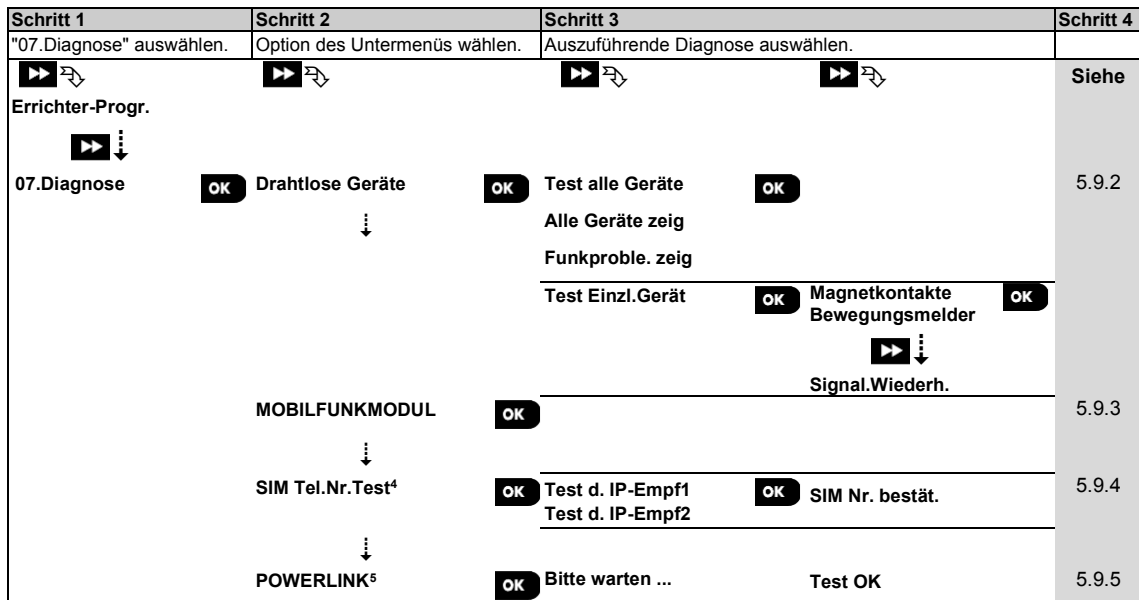 Schritt 1 Schritt 2 Schritt 3 Schritt 4
"07.Diagnose" auswählen. Option des Untermenüs wählen. Auszuführende Diagnose auswählen.
Siehe
Errichter-Progr.
07.Diagnose OK Drahtlose Geräte OK Test alle Geräte OK 5.9.2
Alle Geräte zeig
Funkproble. zeig
Test Einzl.Gerät OK Magnetkontakte OK
Bewegungsmelder
Signal.Wiederh.
MOBILFUNKMODUL OK 5.9.3
SIM Tel.Nr.Test⁴ OK Test d. IP-Empf1 OK SIM Nr. bestät. 5.9.4
Test d. IP-Empf2
POWERLINK⁵ OK Bitte warten ... Test OK 5.9.5